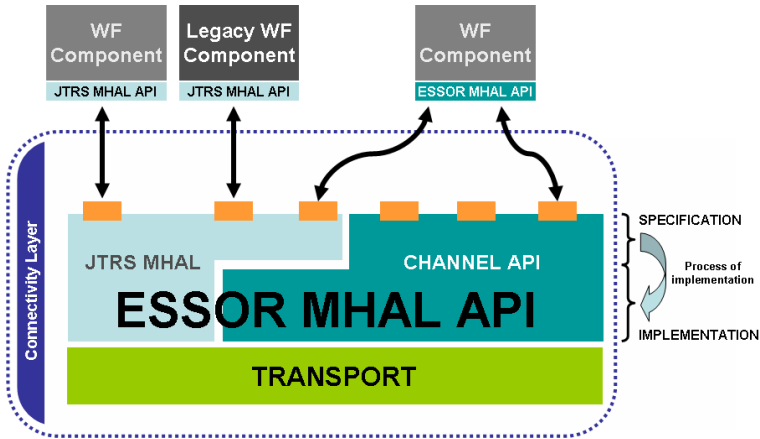 WF
Component
JTRS MHAL API
Legacy WF
Component
JTRS MHAL API
WF
Component
ESSOR MHAL API
Connectivity Layer
JTRS MHAL
CHANNEL API
ESSOR MHAL API
TRANSPORT
SPECIFICATION
Process of
implementation
IMPLEMENTATION